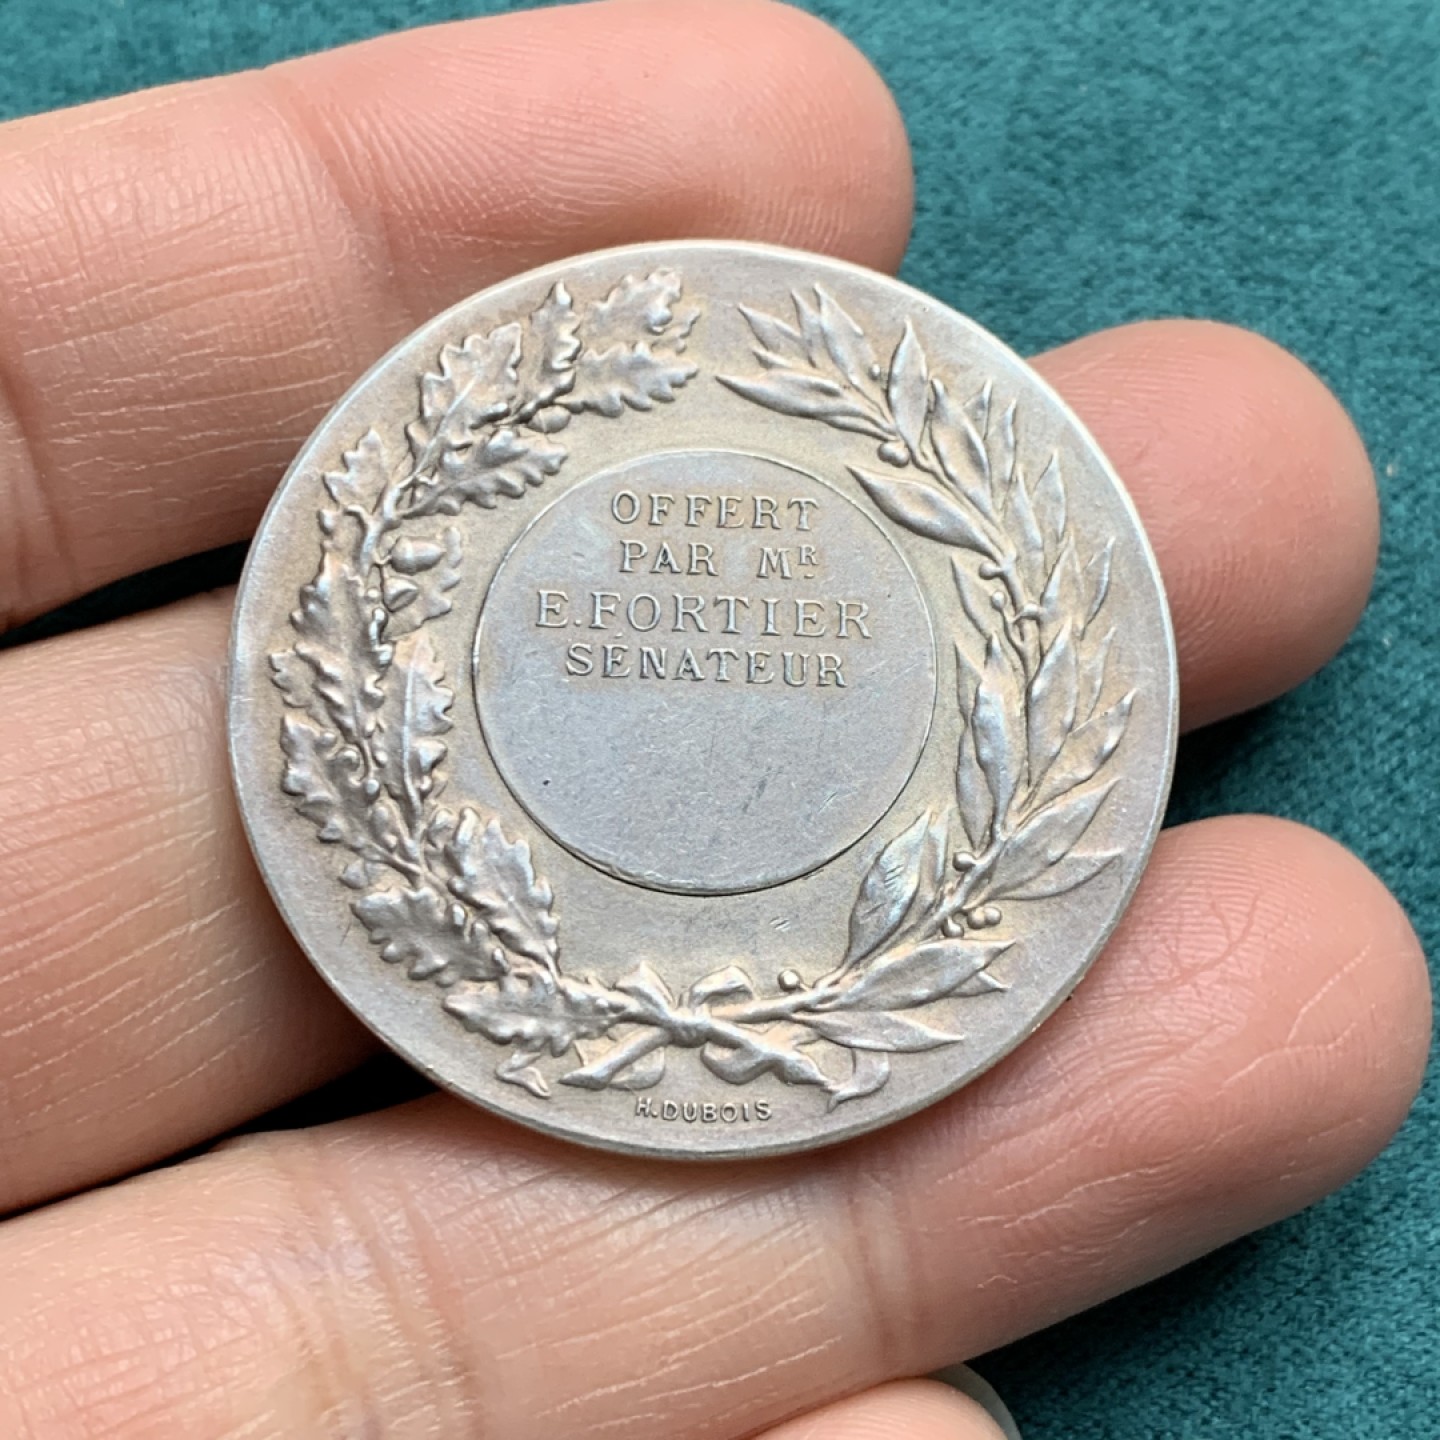 OFFERT
PAR MR
E.FORTIER
SÉNATEUR
H.DUBOIS